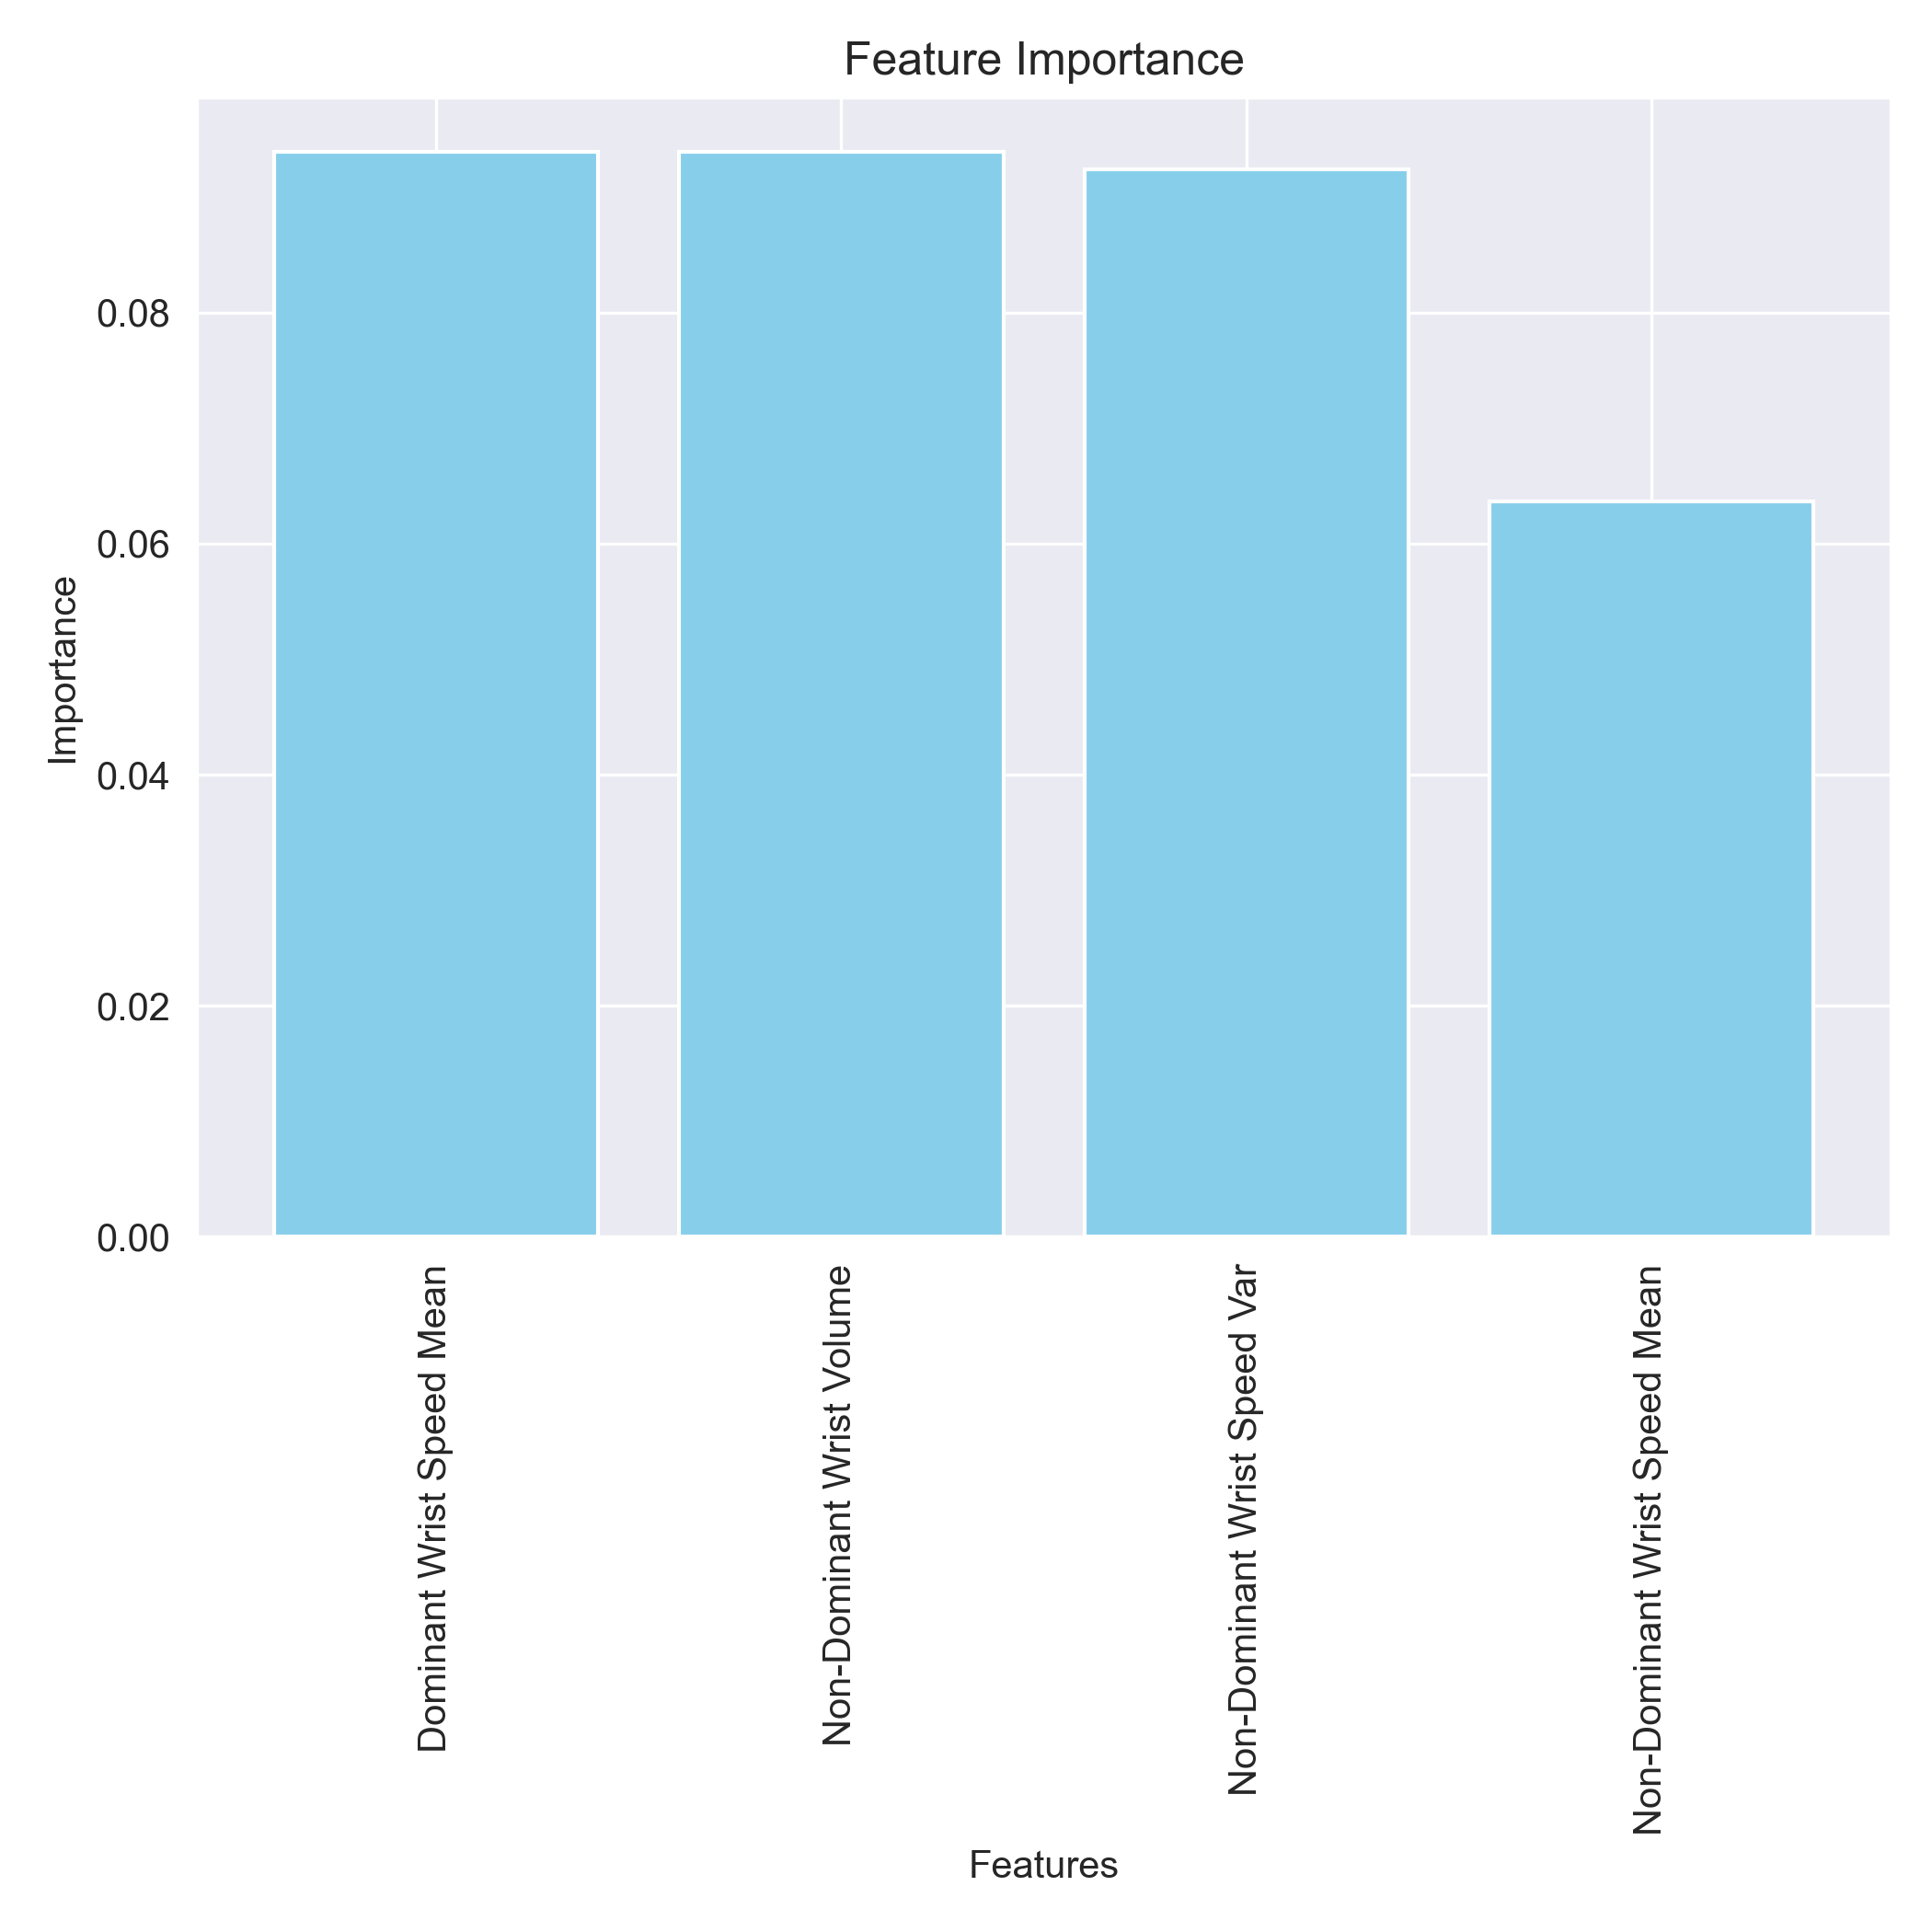 Feature Importance
Importance
0.08
0.06
0.04
0.02
0.00
Dominant Wrist Speed Mean
Non-Dominant Wrist Volume
Non-Dominant Wrist Speed Var
Non-Dominant Wrist Speed Mean
Features